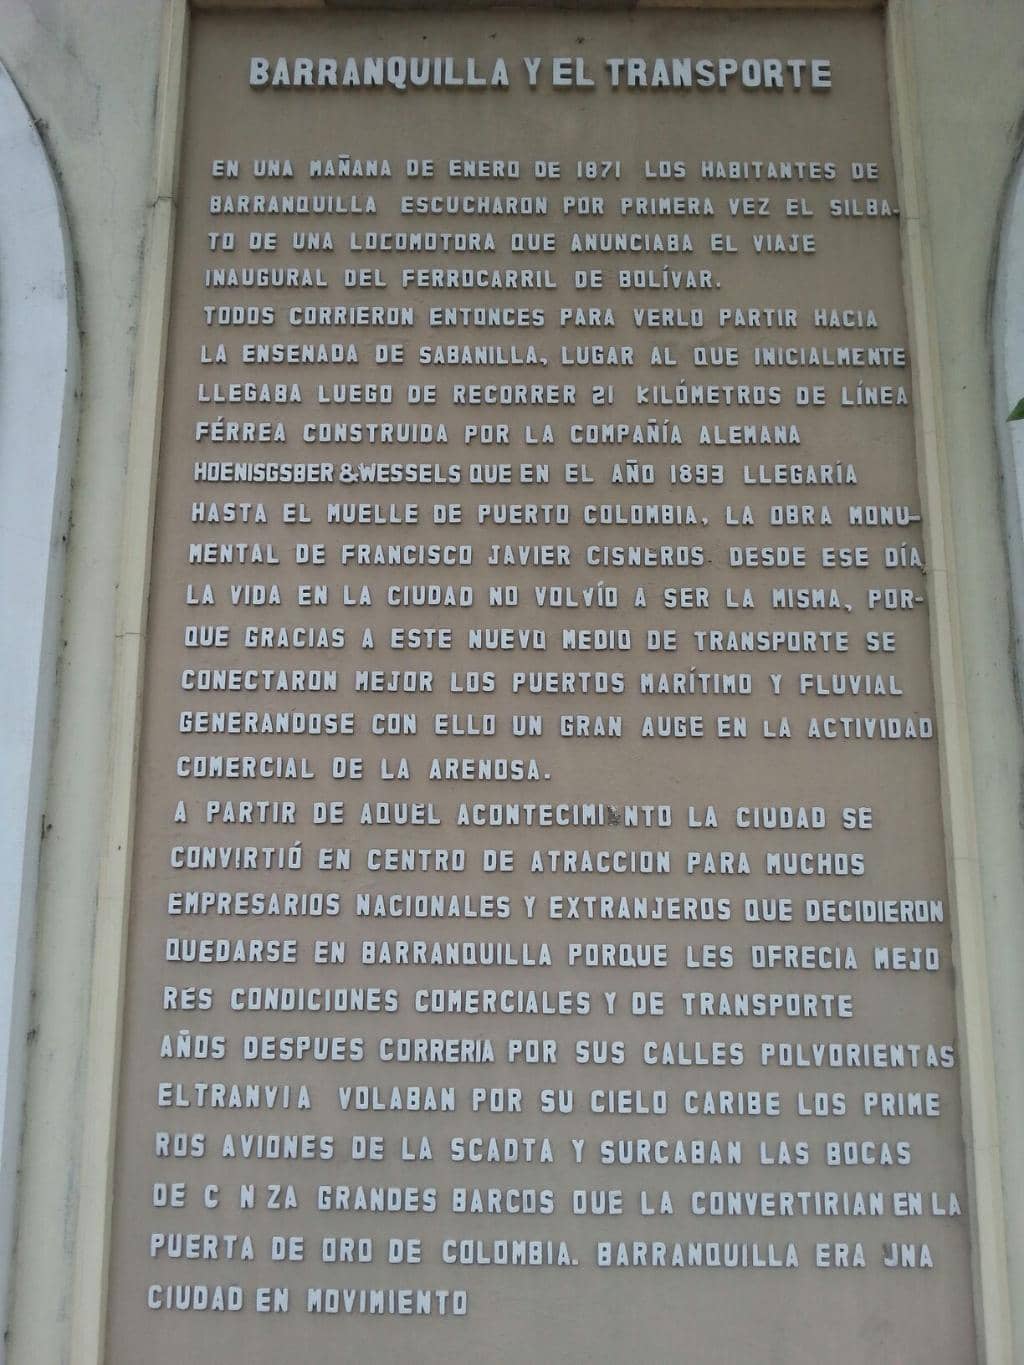 BARRANQUILLA Y EL TRANSPORTE
EN UNA MAÑANA DE ENERO DE 1871 LOS HABITANTES DE
BARRANQUILLA ESCUCHARON POR PRIMERA VEZ EL SILBA-
TO DE UNA LOCOMOTORA QUE ANUNCIABA EL VIAJE
INAUGURAL DEL FERROCARRIL DE BOLÍVAR.
TODOS CORRIERON ENTONCES PARA VERLO PARTIR HACIA
LA ENSENADA DE SABANILLA, LUGAR AL QUE INICIALMENTE
LLEGABA LUEGO DE RECORRER 21 KILÓMETROS DE LÍNEA
FÉRREA CONSTRUIDA POR LA COMPAÑÍA ALEMANA
HOENISGSBER & WESSELS QUE EN EL AÑO 1893 LLEGARÍA
HASTA EL MUELLE DE PUERTO COLOMBIA, LA OBRA MONU-
MENTAL DE FRANCISCO JAVIER CISNEROS. DESDE ESE DÍA
LA VIDA EN LA CIUDAD NO VOLVÍO A SER LA MISMA, POR-
QUE GRACIAS A ESTE NUEVO MEDIO DE TRANSPORTE SE
CONECTARON MEJOR LOS PUERTOS MARÍTIMO Y FLUVIAL
GENERANDOSE CON ELLO UN GRAN AUGE EN LA ACTIVIDAD
COMERCIAL DE LA ARENOSA.
A PARTIR DE AQUEL ACONTECIMIENTO LA CIUDAD SE
CONVIRTIÓ EN CENTRO DE ATRACCION PARA MUCHOS
EMPRESARIOS NACIONALES Y EXTRANJEROS QUE DECIDIERON
QUEDARSE EN BARRANQUILLA PORQUE LES OFRECIA MEJO
RES CONDICIONES COMERCIALES Y DE TRANSPORTE
AÑOS DESPUES CORRERIA POR SUS CALLES POLVORIENTAS
EL TRANVIA VOLABAN POR SU CIELO CARIBE LOS PRIME
ROS AVIONES DE LA SCADTA Y SURCABAN LAS BOCAS
DE C N ZA GRANDES BARCOS QUE LA CONVERTIRIAN EN LA
PUERTA DE ORO DE COLOMBIA. BARRANQUILLA ERA UNA
CIUDAD EN MOVIMIENTO